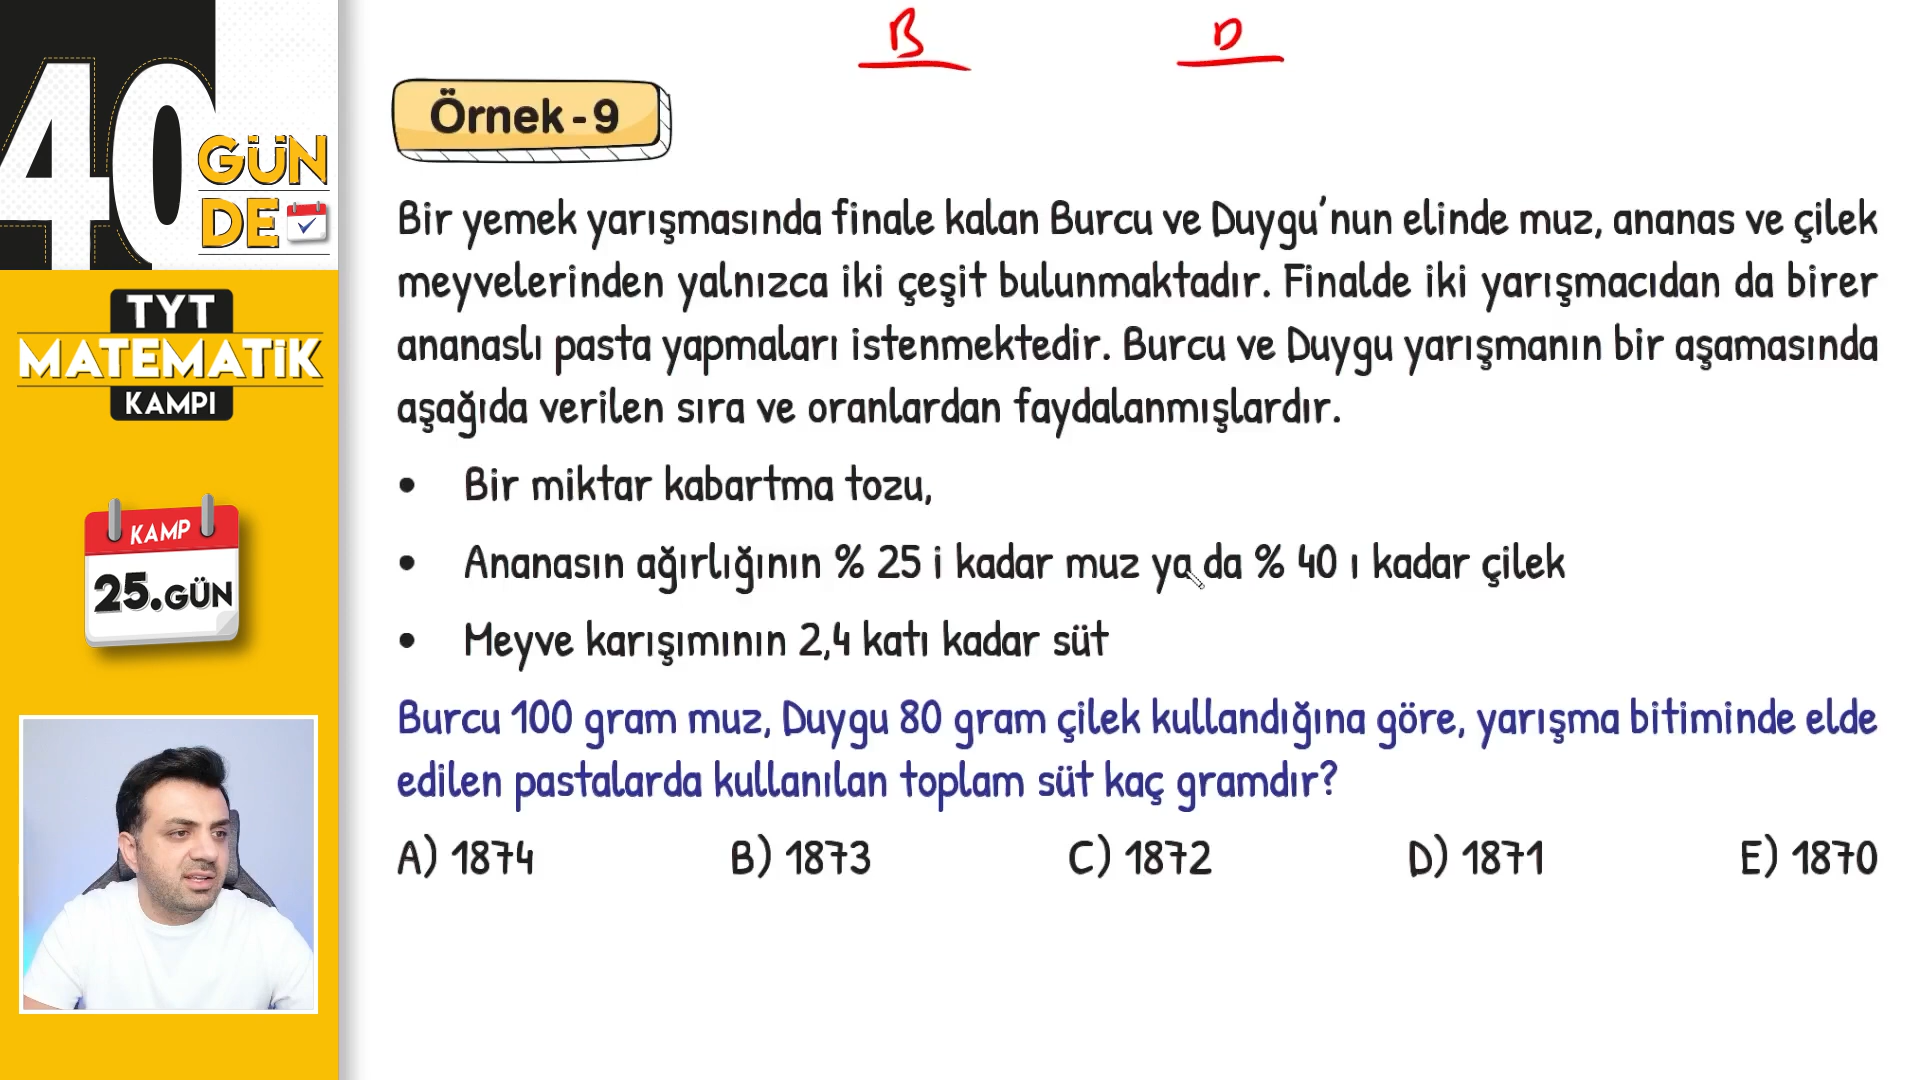 B D
40
GÜN
DE
TYT
MATEMATİK
KAMPI
KAMP
25.GÜN
Örnek - 9
Bir yemek yarışmasında finale kalan Burcu ve Duygu'nun elinde muz, ananas ve çilek
meyvelerinden yalnızca iki çeşit bulunmaktadır. Finalde iki yarışmacıdan da birer
ananaslı pasta yapmaları istenmektedir. Burcu ve Duygu yarışmanın bir aşamasında
aşağıda verilen sıra ve oranlardan faydalanmışlardır.
• Bir miktar kabartma tozu,
• Ananasın ağırlığının % 25 i kadar muz ya da % 40 ı kadar çilek
• Meyve karışımının 2,4 katı kadar süt
Burcu 100 gram muz, Duygu 80 gram çilek kullandığına göre, yarışma bitiminde elde
edilen pastalarda kullanılan toplam süt kaç gramdır?
A) 1874 B) 1873 C) 1872 D) 1871 E) 1870